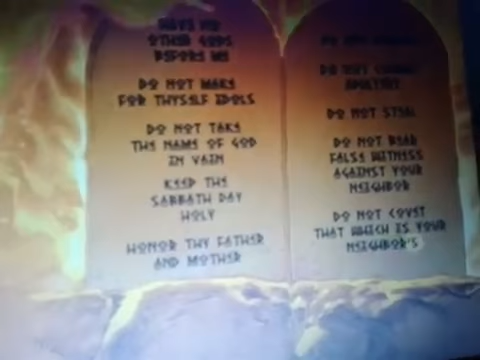 HAVE NO
OTHER GODS
BEFORE ME
DO NOT MAKE
FOR THYSELF IDOLS
DO NOT TAKE
THE NAME OF GOD
IN VAIN
KEEP THE
SABBATH DAY
HOLY
HONOR THY FATHER
AND MOTHER
DO NOT
DO NOT COMMIT
ADULTERY
DO NOT STEAL
DO NOT BEAR
FALSE WITNESS
AGAINST YOUR
NEIGHBOR
DO NOT COVET
THAT WHICH IS YOUR
NEIGHBOR'S